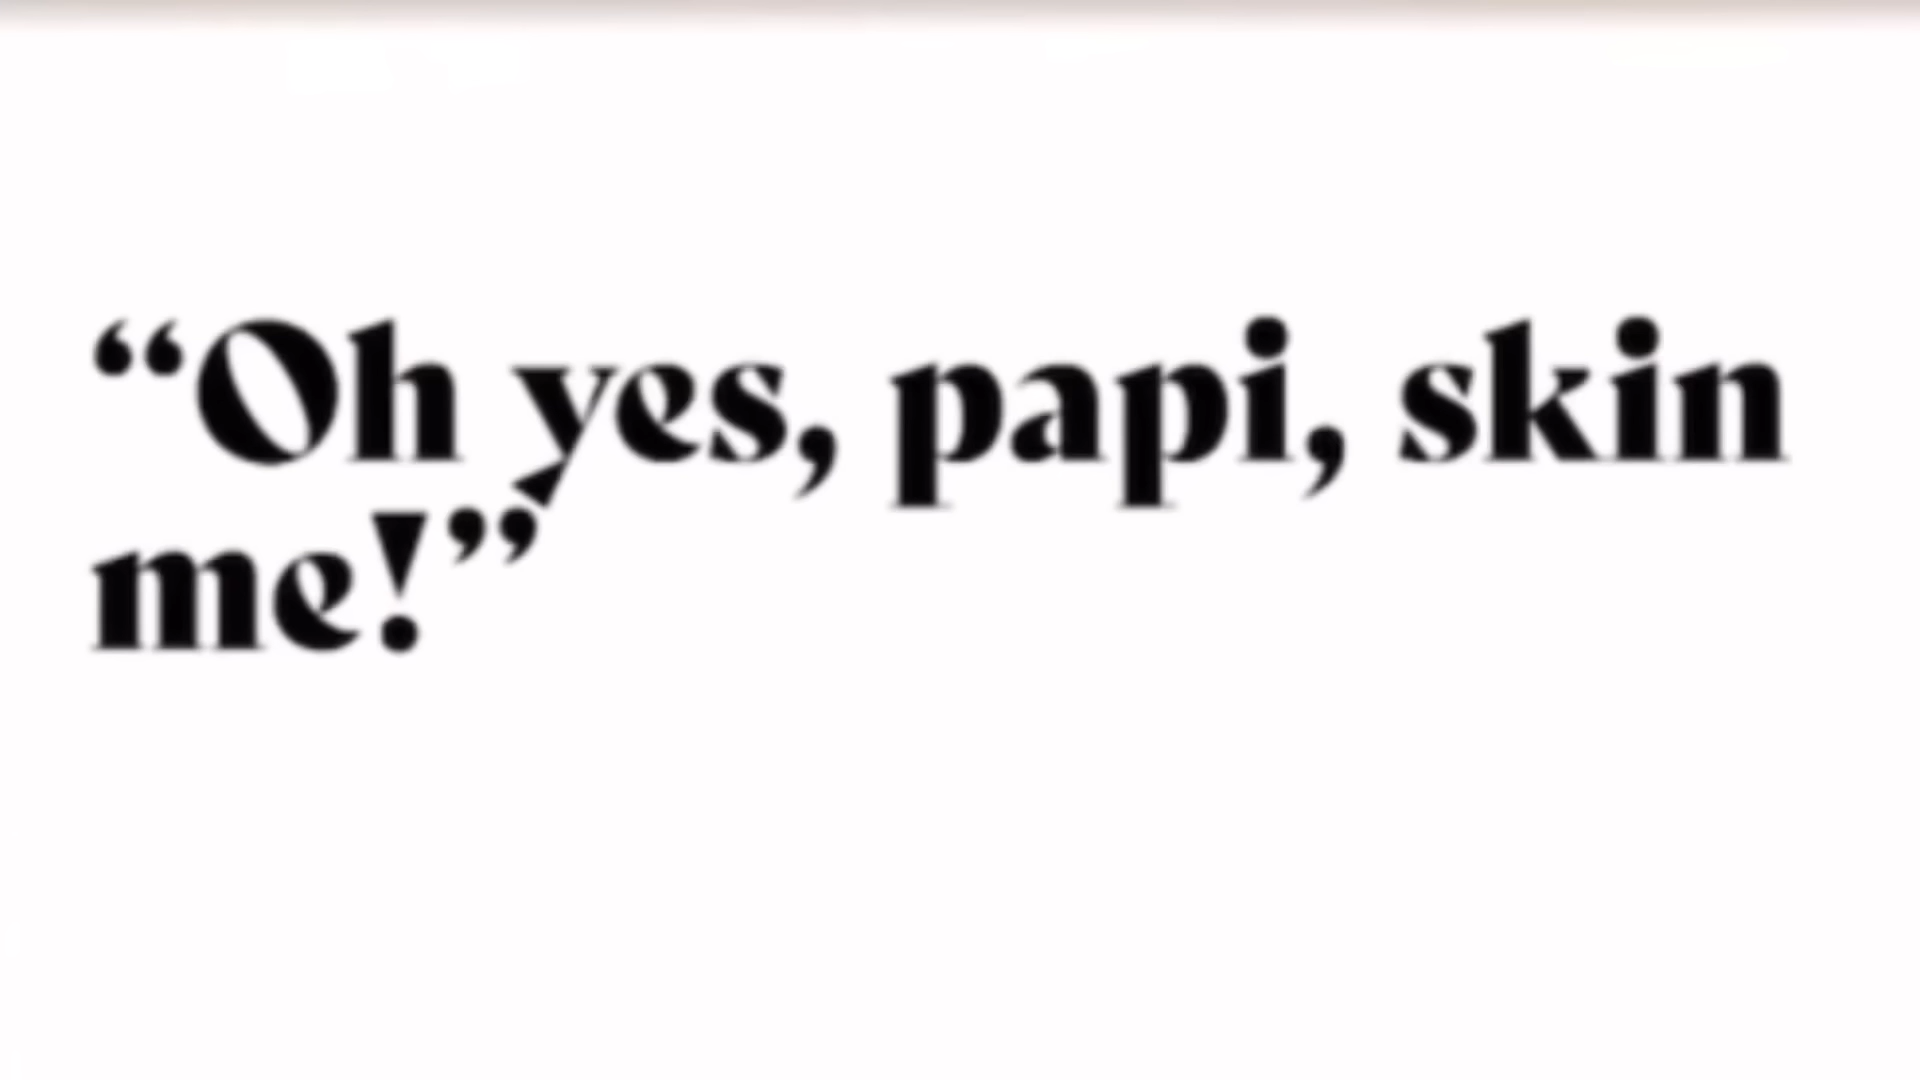 “Oh yes, papi, skin
me!”